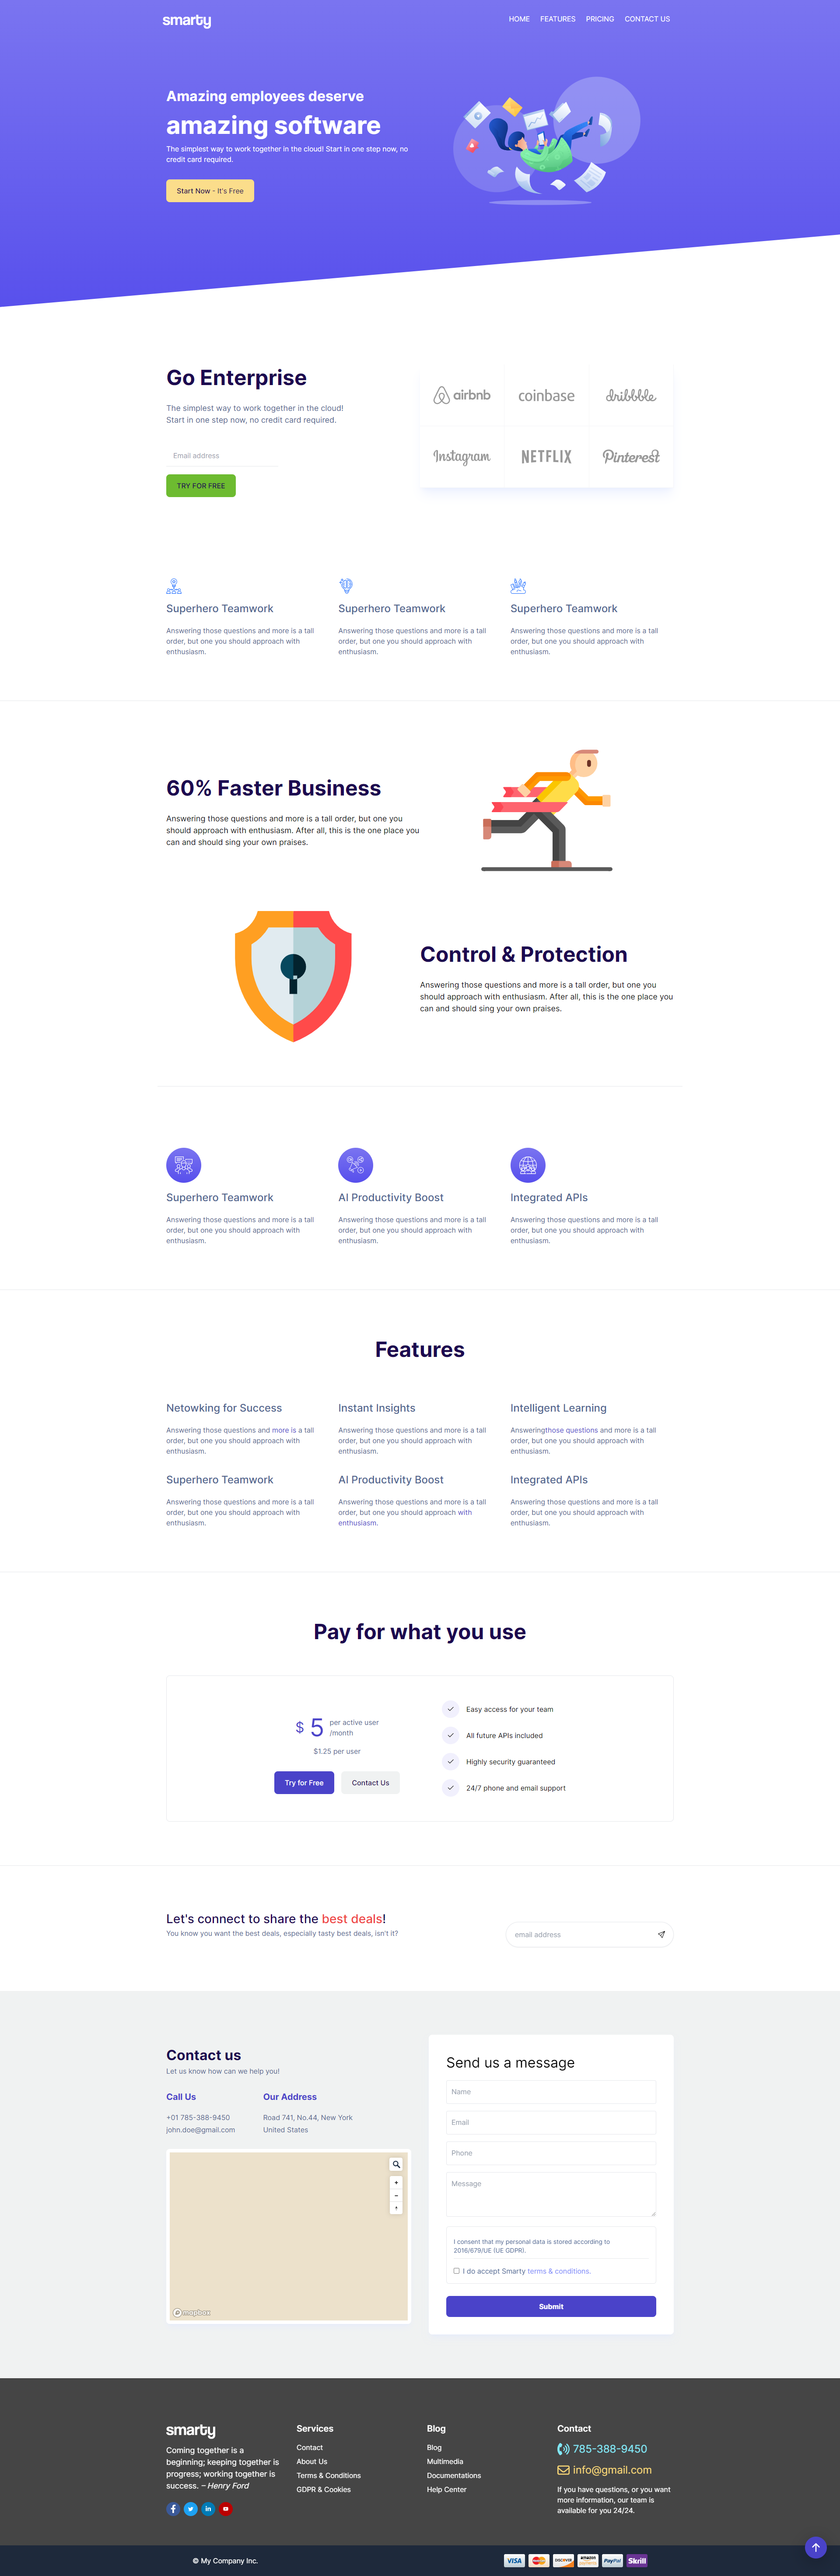 smarty
HOME FEATURES PRICING CONTACT US
Amazing employees deserve
amazing software
The simplest way to work together in the cloud! Start in one step now, no
credit card required.
Start Now - It's Free
Go Enterprise
The simplest way to work together in the cloud!
Start in one step now, no credit card required.
Email address
TRY FOR FREE
airbnb coinbase dribbble
Instagram NETFLIX Pinterest
Superhero Teamwork
Answering those questions and more is a tall
order, but one you should approach with
enthusiasm.
Superhero Teamwork
Answering those questions and more is a tall
order, but one you should approach with
enthusiasm.
Superhero Teamwork
Answering those questions and more is a tall
order, but one you should approach with
enthusiasm.
60% Faster Business
Answering those questions and more is a tall order, but one you
should approach with enthusiasm. After all, this is the one place you
can and should sing your own praises.
Control & Protection
Answering those questions and more is a tall order, but one you
should approach with enthusiasm. After all, this is the one place you
can and should sing your own praises.
Superhero Teamwork
Answering those questions and more is a tall
order, but one you should approach with
enthusiasm.
AI Productivity Boost
Answering those questions and more is a tall
order, but one you should approach with
enthusiasm.
Integrated APIs
Answering those questions and more is a tall
order, but one you should approach with
enthusiasm.
Features
Netowking for Success
Answering those questions and more is a tall
order, but one you should approach with
enthusiasm.
Instant Insights
Answering those questions and more is a tall
order, but one you should approach with
enthusiasm.
Intelligent Learning
Answeringthose questions and more is a tall
order, but one you should approach with
enthusiasm.
Superhero Teamwork
Answering those questions and more is a tall
order, but one you should approach with
enthusiasm.
AI Productivity Boost
Answering those questions and more is a tall
order, but one you should approach with
enthusiasm.
Integrated APIs
Answering those questions and more is a tall
order, but one you should approach with
enthusiasm.
Pay for what you use
$ 5 per active user
/month
$1.25 per user
Try for Free Contact Us
Easy access for your team
All future APIs included
Highly security guaranteed
24/7 phone and email support
Let's connect to share the best deals!
You know you want the best deals, especially tasty best deals, isn't it?
email address
Contact us
Let us know how can we help you!
Call Us
+01 785-388-9450
john.doe@gmail.com
Our Address
Road 741, No.44, New York
United States
mapbox
Send us a message
Name
Email
Phone
Message
I consent that my personal data is stored according to
2016/679/UE (UE GDPR).
I do accept Smarty terms & conditions.
Submit
smarty
Coming together is a
beginning; keeping together is
progress; working together is
success. – Henry Ford
Services
Contact
About Us
Terms & Conditions
GDPR & Cookies
Blog
Blog
Multimedia
Documentations
Help Center
Contact
785-388-9450
info@gmail.com
If you have questions, or you want
more information, our team is
available for you 24/24.
© My Company Inc.
VISA MasterCard DISCOVER amazon PayPal Skrill